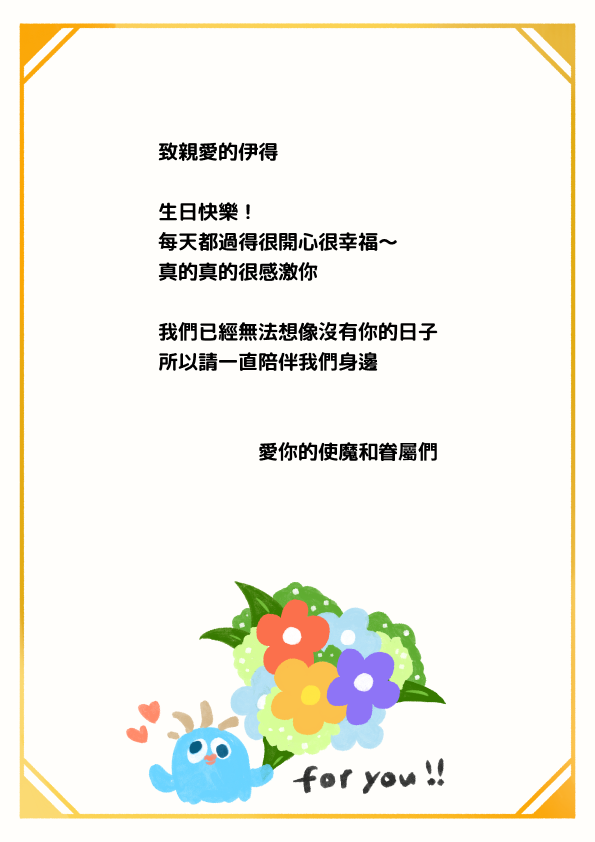 致親愛的伊得
生日快樂！
每天都過得很開心很幸福～
真的真的很感激你
我們已經無法想像沒有你的日子
所以請一直陪伴我們身邊
愛你的使魔和眷屬們
for you!!